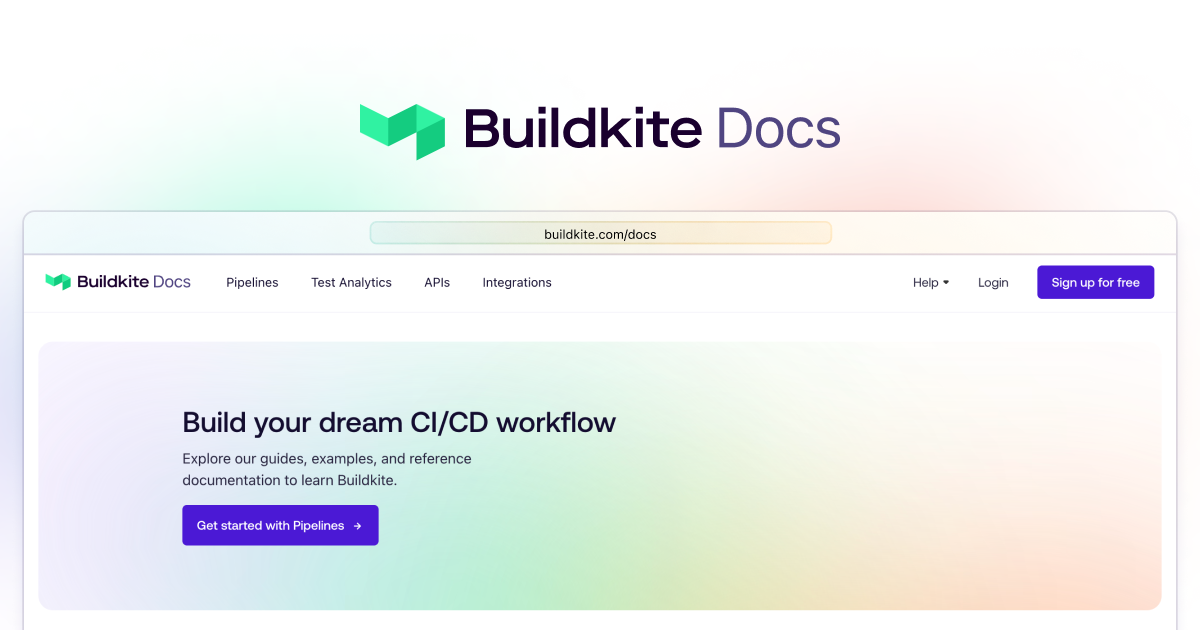 Buildkite Docs
buildkite.com/docs
Buildkite Docs Pipelines Test Analytics APIs Integrations Help Login Sign up for free
Build your dream CI/CD workflow
Explore our guides, examples, and reference
documentation to learn Buildkite.
Get started with Pipelines →